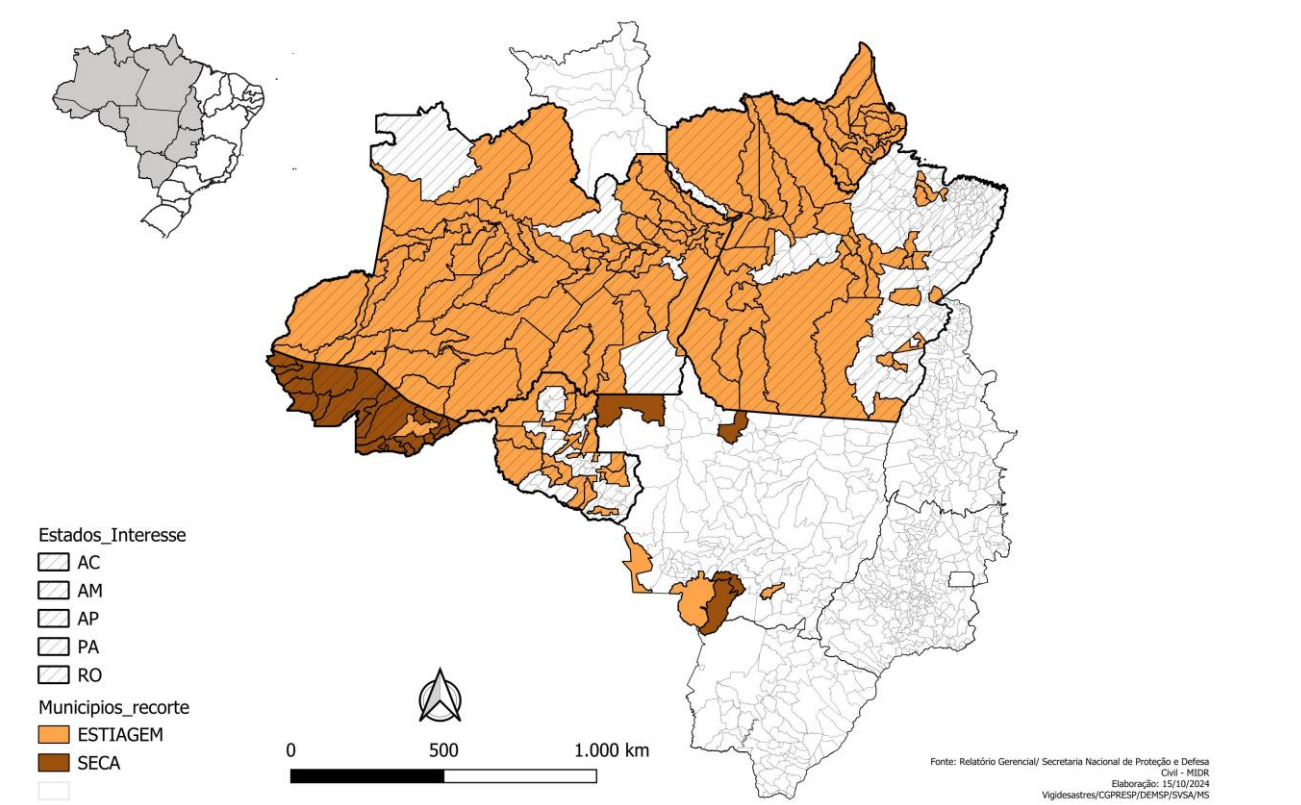 Estados_Interesse
AC
AM
AP
PA
RO
Municipios_recorte
ESTIAGEM
SECA
0 500 1.000 km
Fonte: Relatório Gerencial/ Secretaria Nacional de Proteção e Defesa
Civil - MIDR
Elaboração: 15/10/2024
Vigidesastres/CGPRESP/DEMSP/SVSA/MS